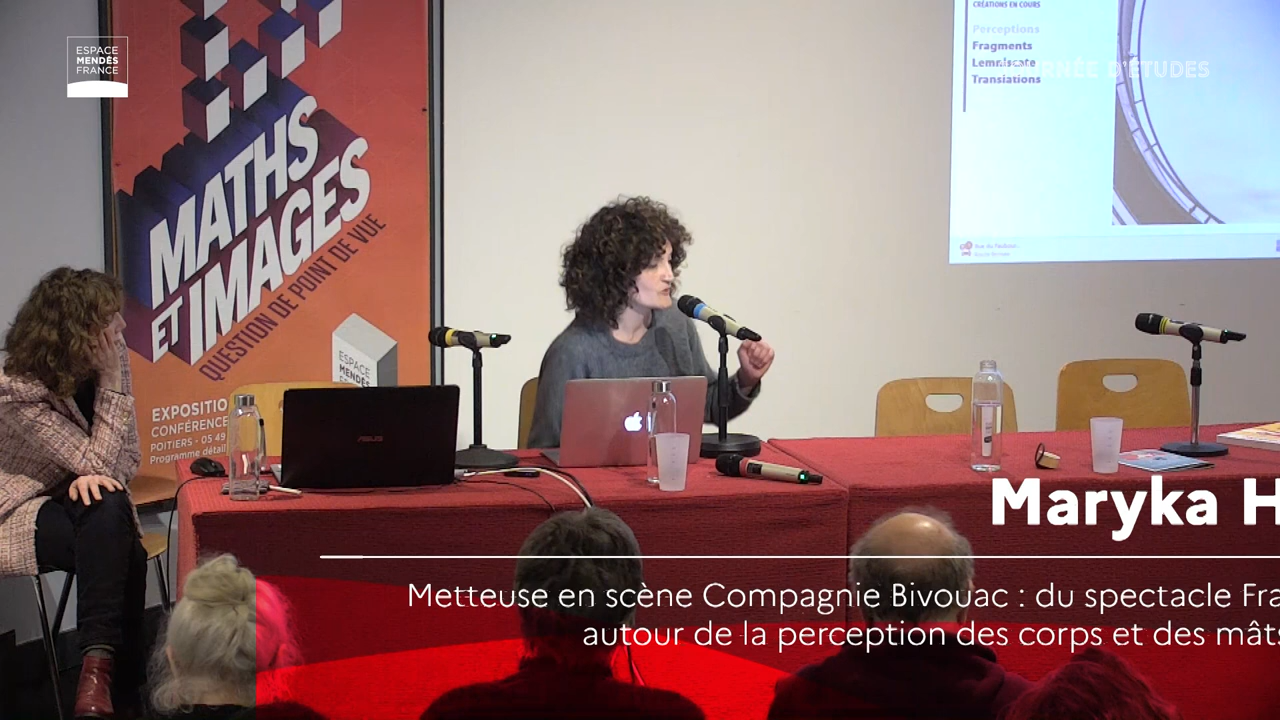 ESPACE
MENDÈS
FRANCE
MATHS
ET IMAGES
QUESTION DE POINT DE VUE
ESPACE
MENDÈS
EXPOSITIO
CONFÉRENCE
POITIERS - 05 49
Programme détail
ASUS
CRÉATIONS EN COURS
Perceptions
Fragments
Lemniscate
Translations
D'ÉTUDES
Maryka H
Metteuse en scène Compagnie Bivouac : du spectacle Fra
autour de la perception des corps et des mâts